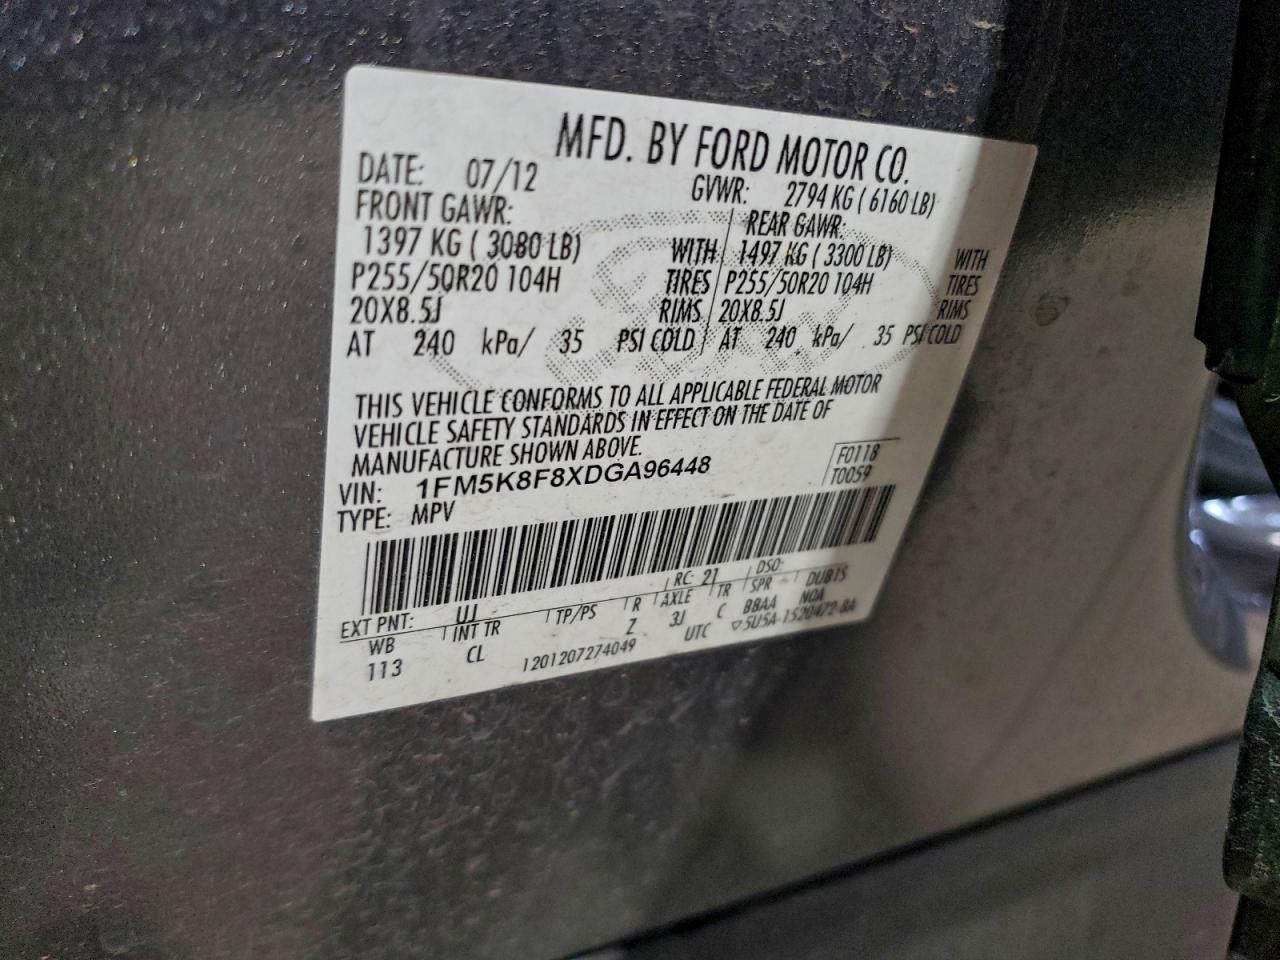 MFD. BY FORD MOTOR CO.
DATE: 07/12 GVWR: 2794 KG ( 6160 LB)
FRONT GAWR: REAR GAWR:
1397 KG ( 3080 LB) WITH 1497 KG ( 3300 LB) WITH
P255/50R20 104H TIRES P255/50R20 104H TIRES
20X8.5J RIMS 20X8.5J RIMS
AT 240 kPa/ 35 PSI COLD AT 240 kPa/ 35 PSI COLD
THIS VEHICLE CONFORMS TO ALL APPLICABLE FEDERAL MOTOR
VEHICLE SAFETY STANDARDS IN EFFECT ON THE DATE OF
MANUFACTURE SHOWN ABOVE.
VIN: 1FM5K8F8XDGA96448 F0118
TYPE: MPV T0059
EXT PNT: UJ RC: 21 DSO:
WB INT TR TP/PS R AXLE TR SPR DUB1S
113 CL Z 3J C BBAA NOA
1201207274049 UTC ▽5U5A-1520472-BA